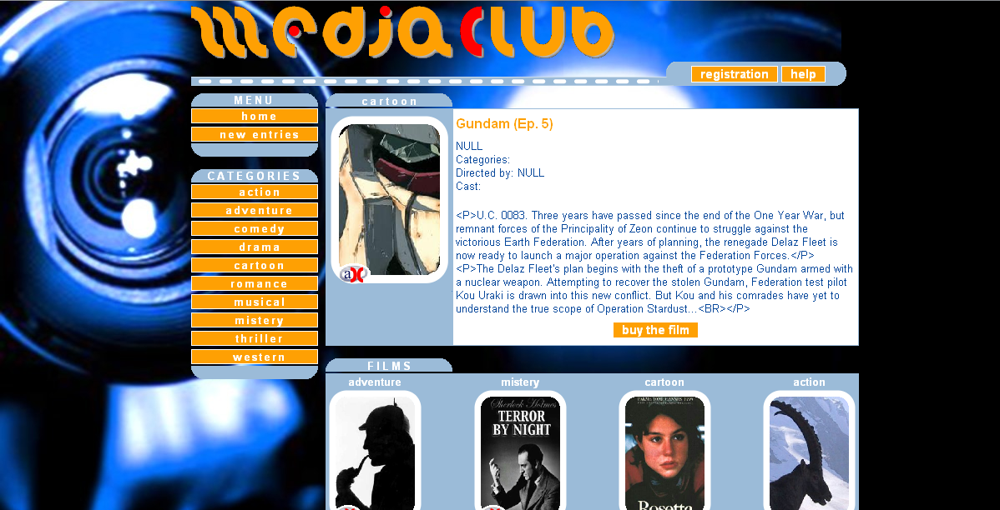 mediaclub
registration help
MENU
home
new entries
CATEGORIES
action
adventure
comedy
drama
cartoon
romance
musical
mistery
thriller
western
cartoon
aX
Gundam (Ep. 5)
NULL
Categories:
Directed by: NULL
Cast:
<P>U.C. 0083. Three years have passed since the end of the One Year War, but
remnant forces of the Principality of Zeon continue to struggle against the
victorious Earth Federation. After years of planning, the renegade Delaz Fleet is
now ready to launch a major operation against the Federation Forces.</P>
<P>The Delaz Fleet's plan begins with the theft of a prototype Gundam armed with
a nuclear weapon. Attempting to recover the stolen Gundam, Federation test pilot
Kou Uraki is drawn into this new conflict. But Kou and his comrades have yet to
understand the true scope of Operation Stardust...<BR></P>
buy the film
FILMS
adventure mistery cartoon action
Sherlock Holmes
TERROR
BY NIGHT
Rosetta